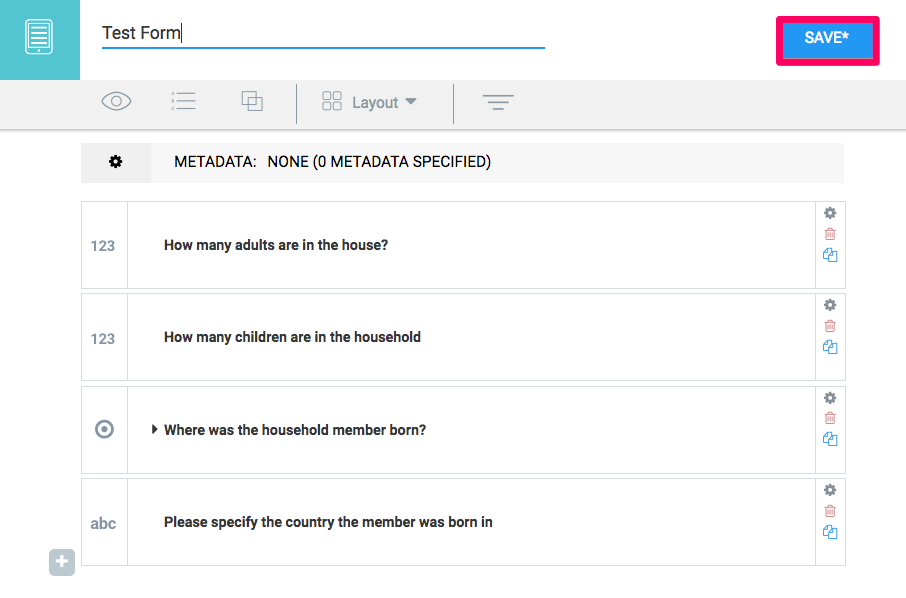 Test Form
SAVE*
Layout
METADATA: NONE (0 METADATA SPECIFIED)
123
How many adults are in the house?
123
How many children are in the household
Where was the household member born?
abc
Please specify the country the member was born in